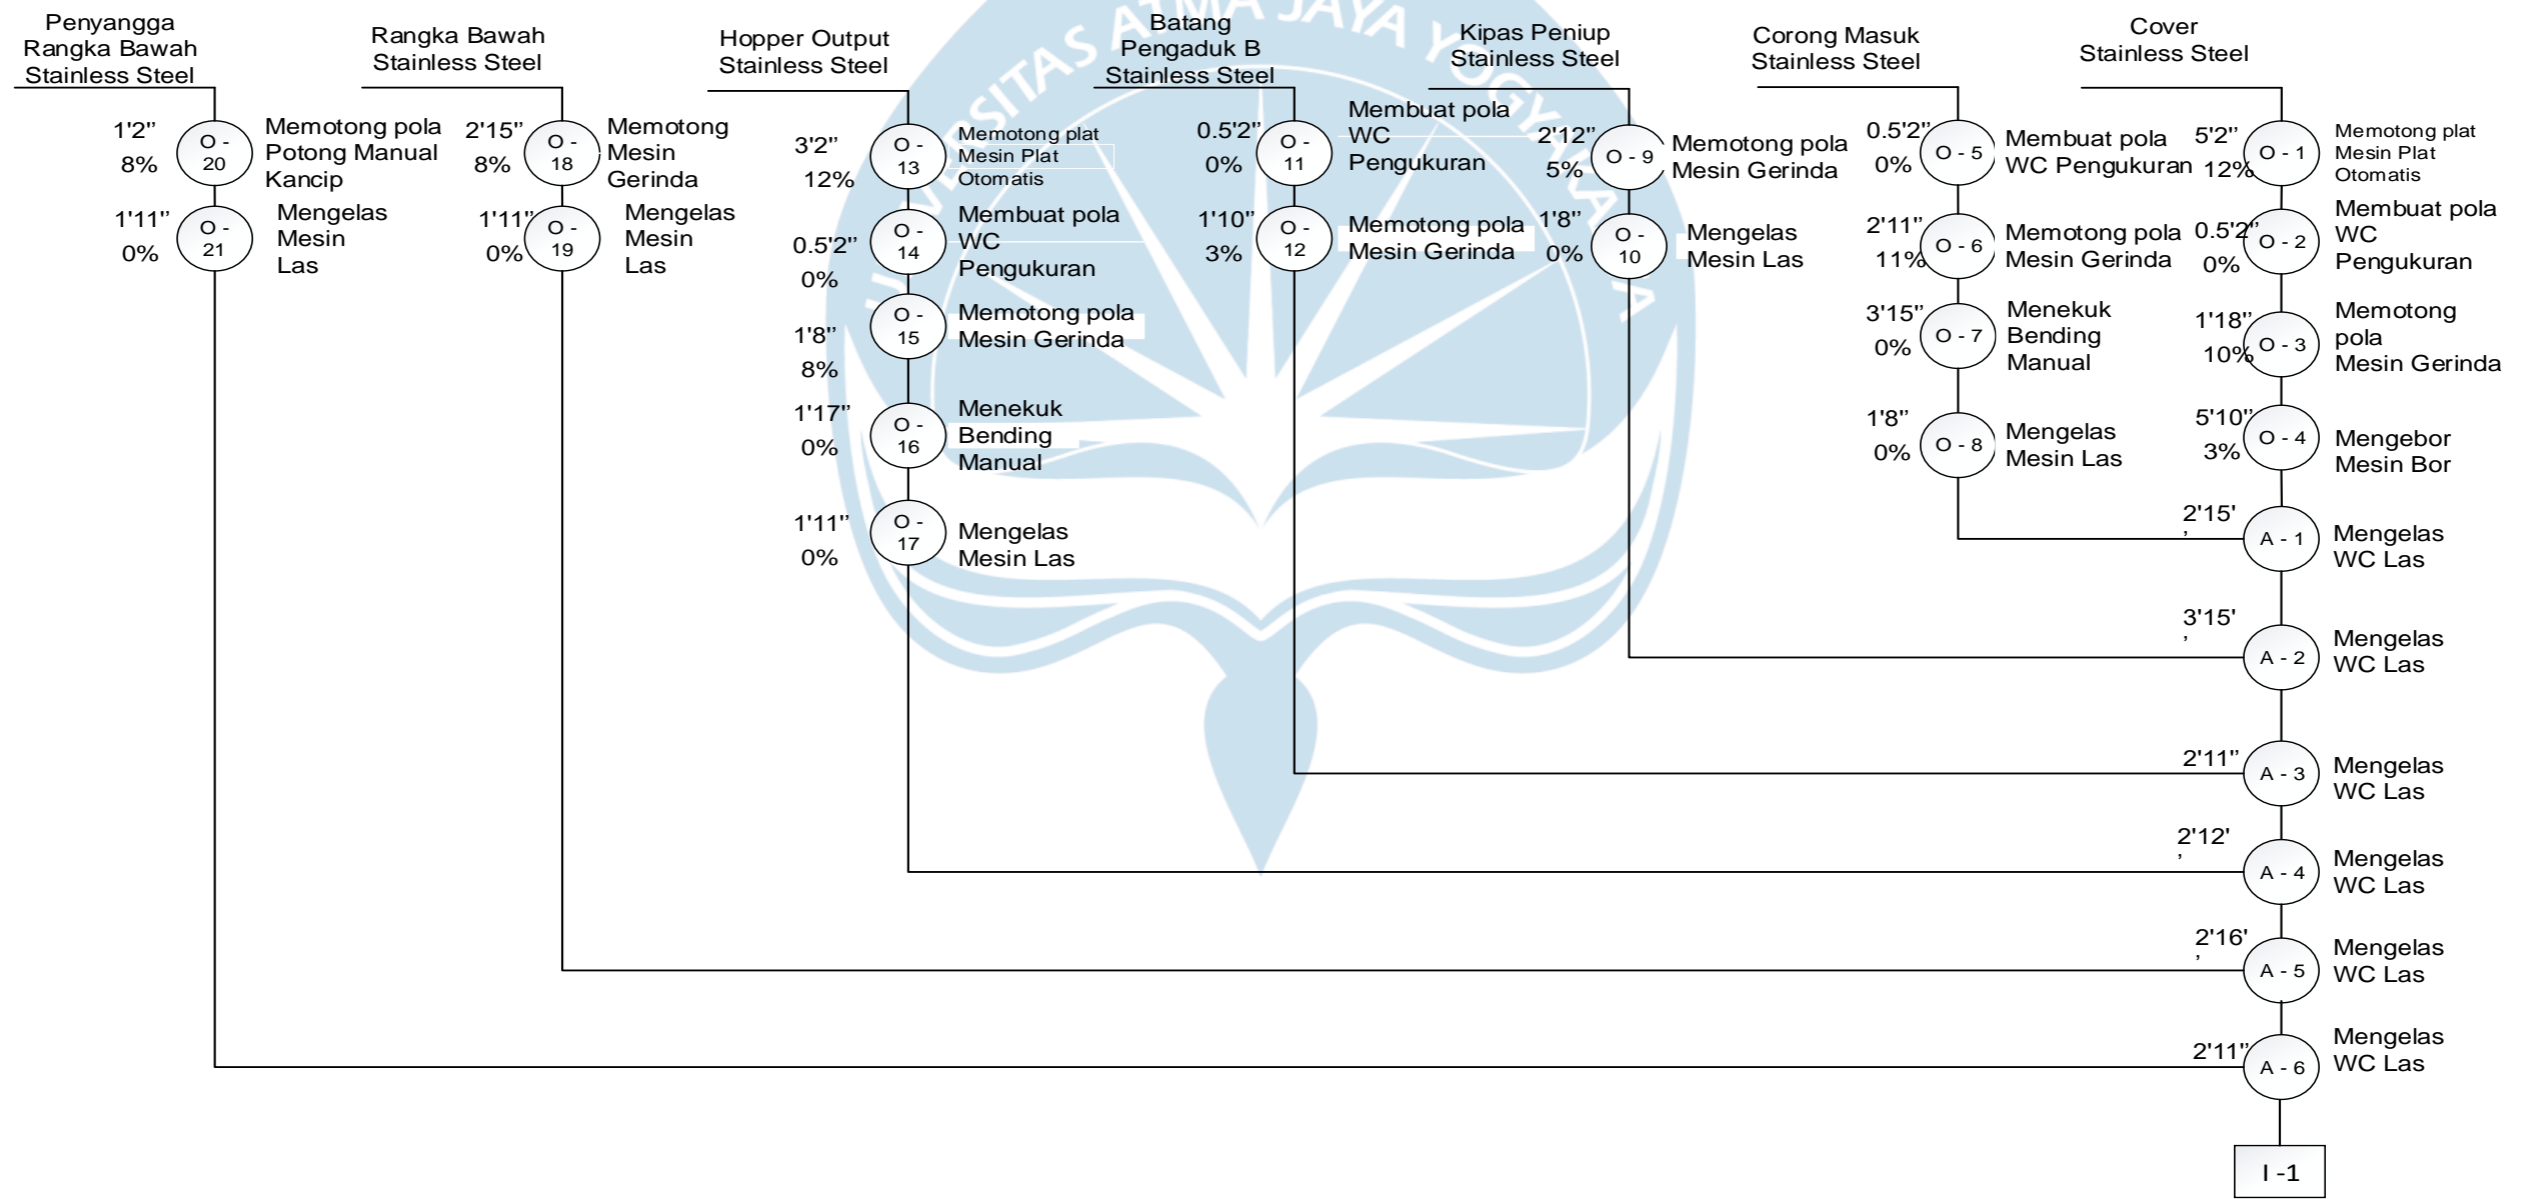 UNIVERSITAS ATMA JAYA YOGYAKARTA
Penyangga
Rangka Bawah
Stainless Steel
1'2''
8%
O -
20
Memotong pola
Potong Manual
Kancip
1'11''
0%
O -
21
Mengelas
Mesin
Las
Rangka Bawah
Stainless Steel
2'15''
8%
O -
18
Memotong
Mesin
Gerinda
1'11''
0%
O -
19
Mengelas
Mesin
Las
Hopper Output
Stainless Steel
3'2''
12%
O -
13
Memotong plat
Mesin Plat
Otomatis
0.5'2''
0%
O -
14
Membuat pola
WC
Pengukuran
1'8''
8%
O -
15
Memotong pola
Mesin Gerinda
1'17''
0%
O -
16
Menekuk
Bending
Manual
1'11''
0%
O -
17
Mengelas
Mesin Las
Batang
Pengaduk B
Stainless Steel
0.5'2''
0%
O -
11
Membuat pola
WC
Pengukuran
1'10''
3%
O -
12
Memotong pola
Mesin Gerinda
Kipas Peniup
Stainless Steel
2'12''
5%
O - 9
Memotong pola
Mesin Gerinda
1'8''
0%
O -
10
Mengelas
Mesin Las
Corong Masuk
Stainless Steel
0.5'2''
0%
O - 5
Membuat pola
WC Pengukuran
2'11''
11%
O - 6
Memotong pola
Mesin Gerinda
3'15''
0%
O - 7
Menekuk
Bending
Manual
1'8''
0%
O - 8
Mengelas
Mesin Las
Cover
Stainless Steel
5'2''
12%
O - 1
Memotong plat
Mesin Plat
Otomatis
0.5'2''
0%
O - 2
Membuat pola
WC
Pengukuran
1'18''
10%
O - 3
Memotong
pola
Mesin Gerinda
5'10''
3%
O - 4
Mengebor
Mesin Bor
2'15'
'
A - 1
Mengelas
WC Las
3'15'
'
A - 2
Mengelas
WC Las
2'11''
A - 3
Mengelas
WC Las
2'12'
'
A - 4
Mengelas
WC Las
2'16'
'
A - 5
Mengelas
WC Las
2'11''
A - 6
Mengelas
WC Las
I -1